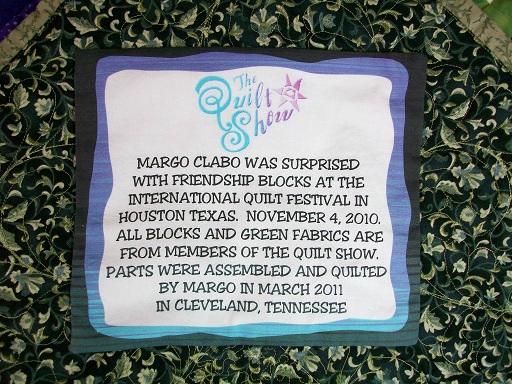 The
Quilt
Show
MARGO CLABO WAS SURPRISED
WITH FRIENDSHIP BLOCKS AT THE
INTERNATIONAL QUILT FESTIVAL IN
HOUSTON TEXAS. NOVEMBER 4, 2010.
ALL BLOCKS AND GREEN FABRICS ARE
FROM MEMBERS OF THE QUILT SHOW.
PARTS WERE ASSEMBLED AND QUILTED
BY MARGO IN MARCH 2011
IN CLEVELAND, TENNESSEE